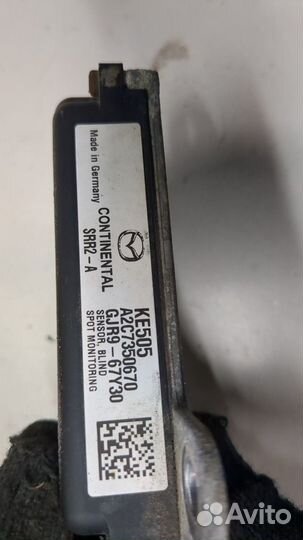 KE505
A2C7350670
GJR9-67Y30
SENSOR, BLIND
SPOT MONITORING
CONTINENTAL
SRR2-A
Made in Germany
Avito